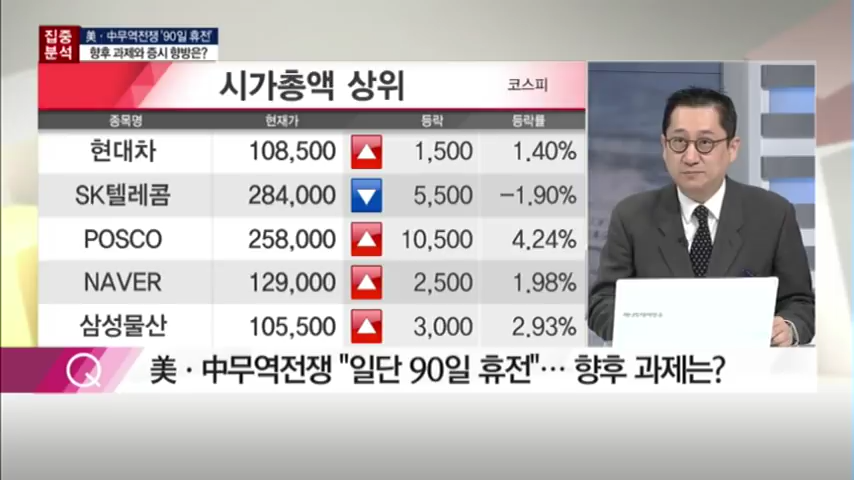 집중
분석
美·中무역전쟁 '90일 휴전'
향후 과제와 증시 향방은?
시가총액 상위
코스피
종목명 현재가 등락 등락률
현대차 108,500 ▲ 1,500 1.40%
SK텔레콤 284,000 ▼ 5,500 -1.90%
POSCO 258,000 ▲ 10,500 4.24%
NAVER 129,000 ▲ 2,500 1.98%
삼성물산 105,500 ▲ 3,000 2.93%
Q 美·中무역전쟁 "일단 90일 휴전"… 향후 과제는?